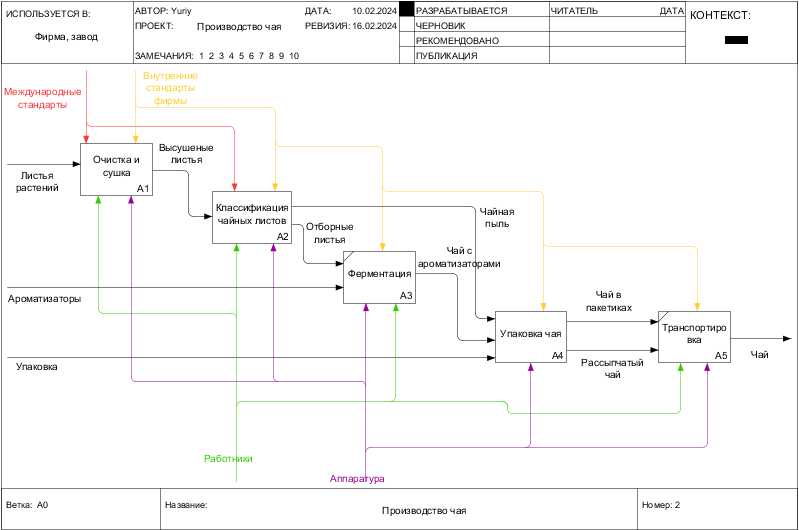 ИСПОЛЬЗУЕТСЯ В:
Фирма, завод
АВТОР: Yuriy
ДАТА: 10.02.2024
ПРОЕКТ: Производство чая
РЕВИЗИЯ: 16.02.2024
ЗАМЕЧАНИЯ: 1 2 3 4 5 6 7 8 9 10
РАЗРАБАТЫВАЕТСЯ
ЧЕРНОВИК
РЕКОМЕНДОВАНО
ПУБЛИКАЦИЯ
ЧИТАТЕЛЬ ДАТА
КОНТЕКСТ:
Международные
стандарты
Внутренние
стандарты
фирмы
Очистка и
сушка
A1
Высушеные
листья
Листья
растений
Классификация
чайных листов
A2
Отборные
листья
Чайная
пыль
Чай с
ароматизаторами
Ферментация
A3
Ароматизаторы
Чай в
пакетиках
Упаковка чая
A4
Транспортиро
вка
A5
Чай
Рассыпчатый
чай
Упаковка
Работники
Аппаратура
Ветка: A0
Название:
Производство чая
Номер: 2